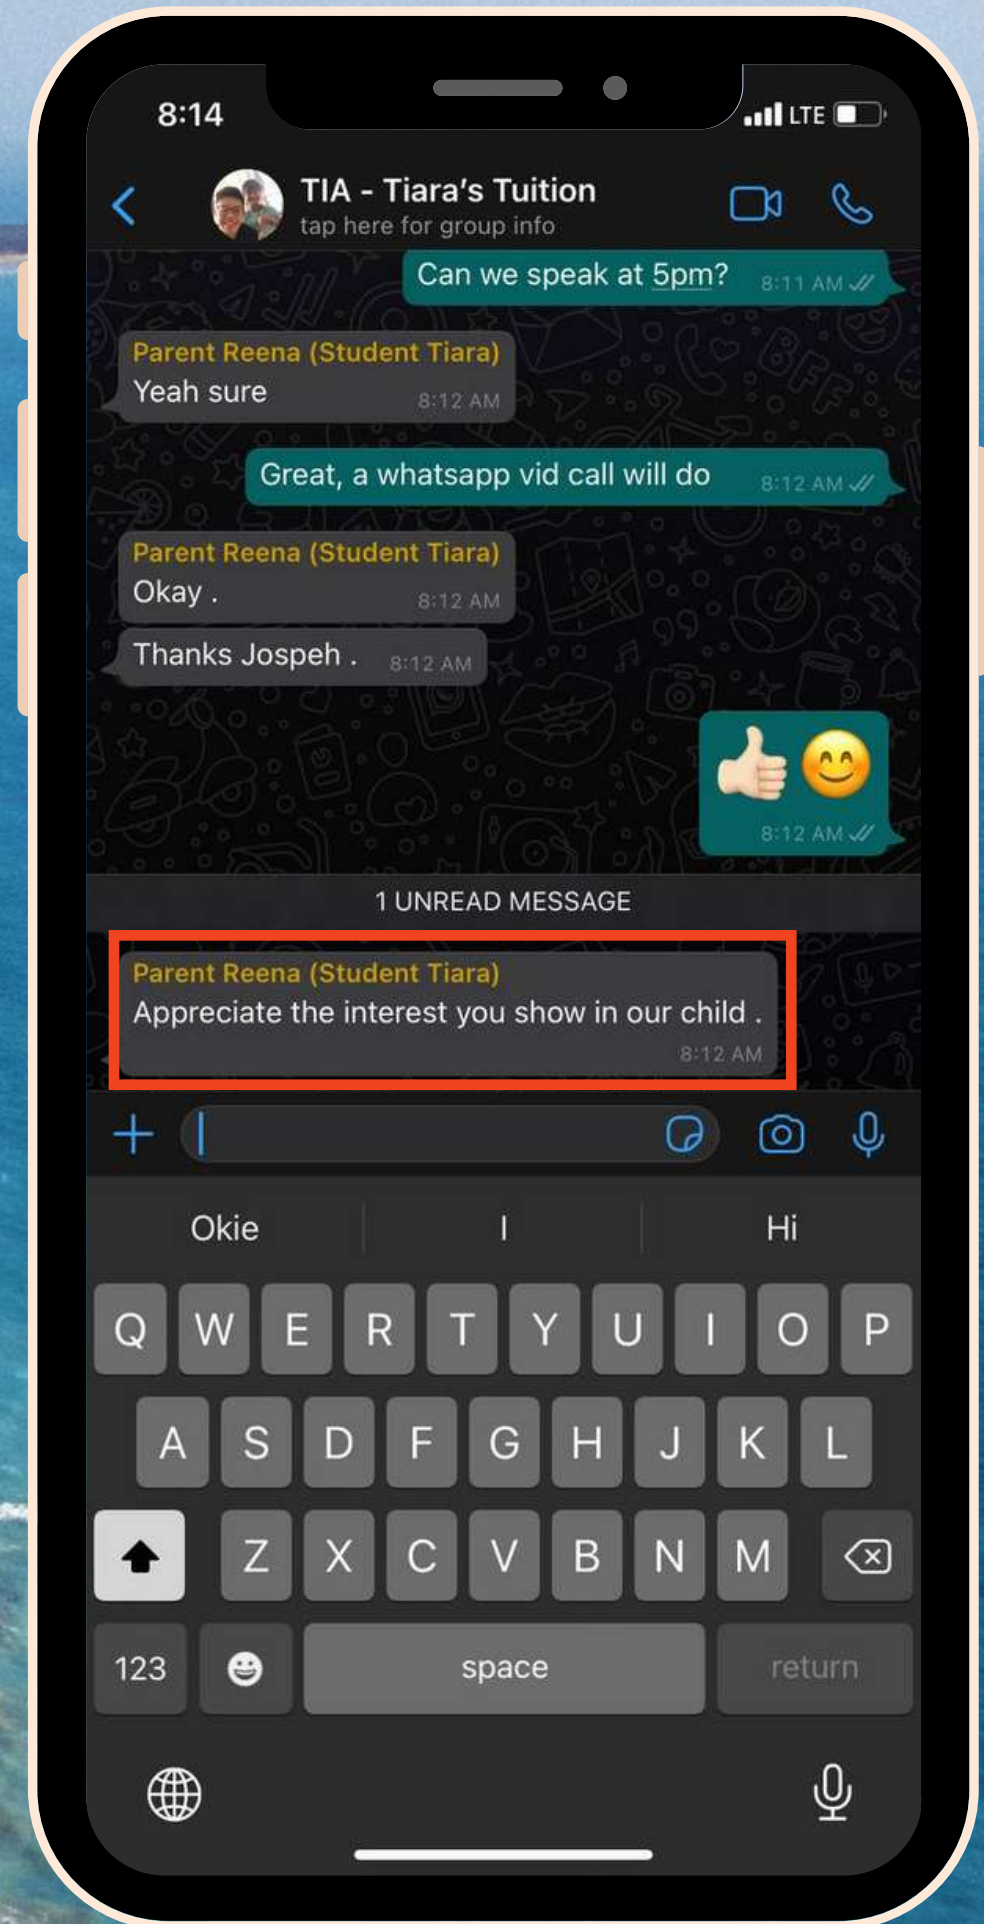 8:14
LTE
TIA - Tiara's Tuition
tap here for group info
Can we speak at 5pm?
8:11 AM
Parent Reena (Student Tiara)
Yeah sure
8:12 AM
Great, a whatsapp vid call will do
8:12 AM
Parent Reena (Student Tiara)
Okay .
8:12 AM
Thanks Jospeh .
8:12 AM
8:12 AM
1 UNREAD MESSAGE
Parent Reena (Student Tiara)
Appreciate the interest you show in our child .
8:12 AM
Okie I Hi
Q W E R T Y U I O P
A S D F G H J K L
Z X C V B N M
123 space return